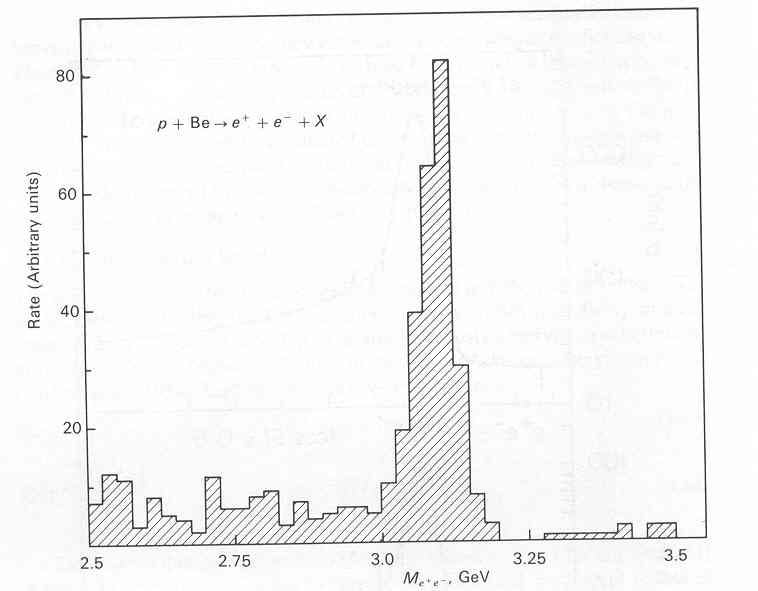 80
p + Be → e⁺ + e⁻ + X
60
Rate (Arbitrary units)
40
20
2.5 2.75 3.0 3.25 3.5
Mₑ⁺ₑ⁻, GeV